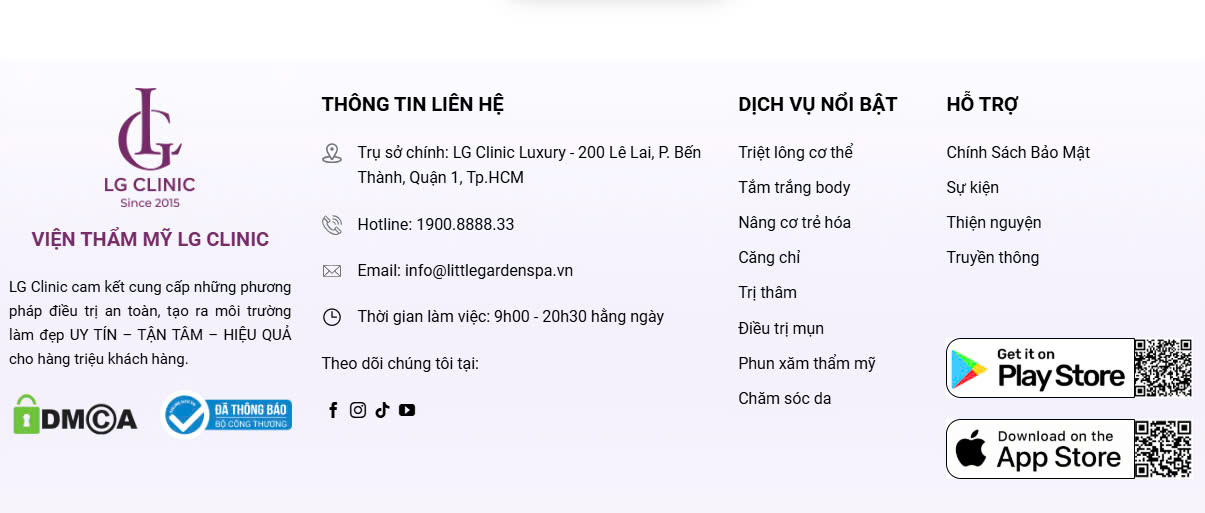 LG
LG CLINIC
Since 2015
VIỆN THẨM MỸ LG CLINIC
LG Clinic cam kết cung cấp những phương
pháp điều trị an toàn, tạo ra môi trường
làm đẹp UY TÍN – TẬN TÂM – HIỆU QUẢ
cho hàng triệu khách hàng.
DMCA
ĐÃ THÔNG BÁO
BỘ CÔNG THƯƠNG
THÔNG TIN LIÊN HỆ
Trụ sở chính: LG Clinic Luxury - 200 Lê Lai, P. Bến
Thành, Quận 1, Tp.HCM
Hotline: 1900.8888.33
Email: info@littlegardenspa.vn
Thời gian làm việc: 9h00 - 20h30 hằng ngày
Theo dõi chúng tôi tại:
DỊCH VỤ NỔI BẬT
Triệt lông cơ thể
Tắm trắng body
Nâng cơ trẻ hóa
Căng chỉ
Trị thâm
Điều trị mụn
Phun xăm thẩm mỹ
Chăm sóc da
HỖ TRỢ
Chính Sách Bảo Mật
Sự kiện
Thiện nguyện
Truyền thông
Get it on
Play Store
Download on the
App Store